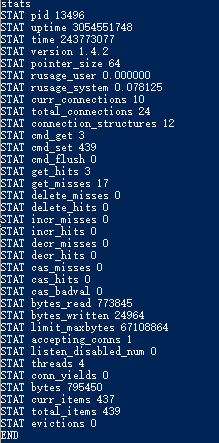 stats
STAT pid 13496
STAT uptime 3054551748
STAT time 243773077
STAT version 1.4.2
STAT pointer_size 64
STAT rusage_user 0.000000
STAT rusage_system 0.078125
STAT curr_connections 10
STAT total_connections 24
STAT connection_structures 12
STAT cmd_get 3
STAT cmd_set 439
STAT cmd_flush 0
STAT get_hits 3
STAT get_misses 17
STAT delete_misses 0
STAT delete_hits 0
STAT incr_misses 0
STAT incr_hits 0
STAT decr_misses 0
STAT decr_hits 0
STAT cas_misses 0
STAT cas_hits 0
STAT cas_badval 0
STAT bytes_read 773845
STAT bytes_written 24964
STAT limit_maxbytes 67108864
STAT accepting_conns 1
STAT listen_disabled_num 0
STAT threads 4
STAT conn_yields 0
STAT bytes 795450
STAT curr_items 437
STAT total_items 439
STAT evictions 0
END